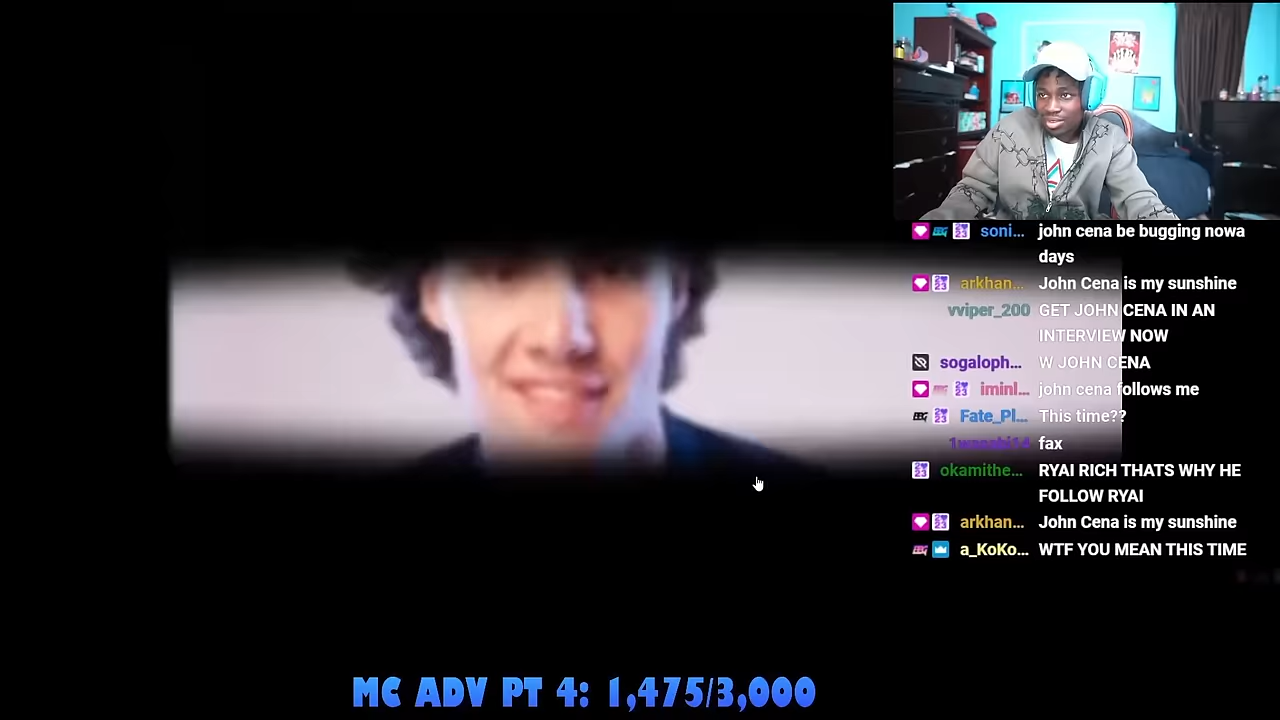 soni... john cena be bugging nowa
days
arkhan... John Cena is my sunshine
vviper_200 GET JOHN CENA IN AN
INTERVIEW NOW
sogaloph... W JOHN CENA
iminl... john cena follows me
Fate_Pl... This time??
1wasabi14 fax
okamithe... RYAI RICH THATS WHY HE
FOLLOW RYAI
arkhan... John Cena is my sunshine
a_KoKo... WTF YOU MEAN THIS TIME
MC ADV PT 4: 1,475/3,000